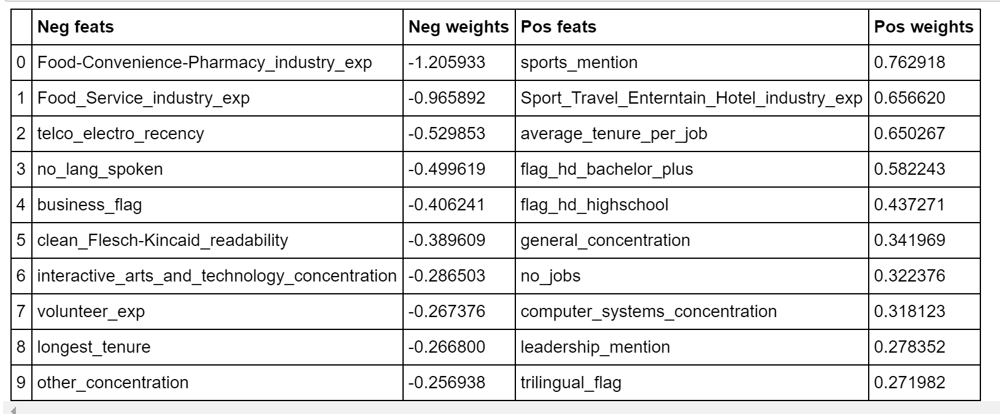 Neg feats Neg weights Pos feats Pos weights
0 Food-Convenience-Pharmacy_industry_exp -1.205933 sports_mention 0.762918
1 Food_Service_industry_exp -0.965892 Sport_Travel_Enterntain_Hotel_industry_exp 0.656620
2 telco_electro_recency -0.529853 average_tenure_per_job 0.650267
3 no_lang_spoken -0.499619 flag_hd_bachelor_plus 0.582243
4 business_flag -0.406241 flag_hd_highschool 0.437271
5 clean_Flesch-Kincaid_readability -0.389609 general_concentration 0.341969
6 interactive_arts_and_technology_concentration -0.286503 no_jobs 0.322376
7 volunteer_exp -0.267376 computer_systems_concentration 0.318123
8 longest_tenure -0.266800 leadership_mention 0.278352
9 other_concentration -0.256938 trilingual_flag 0.271982